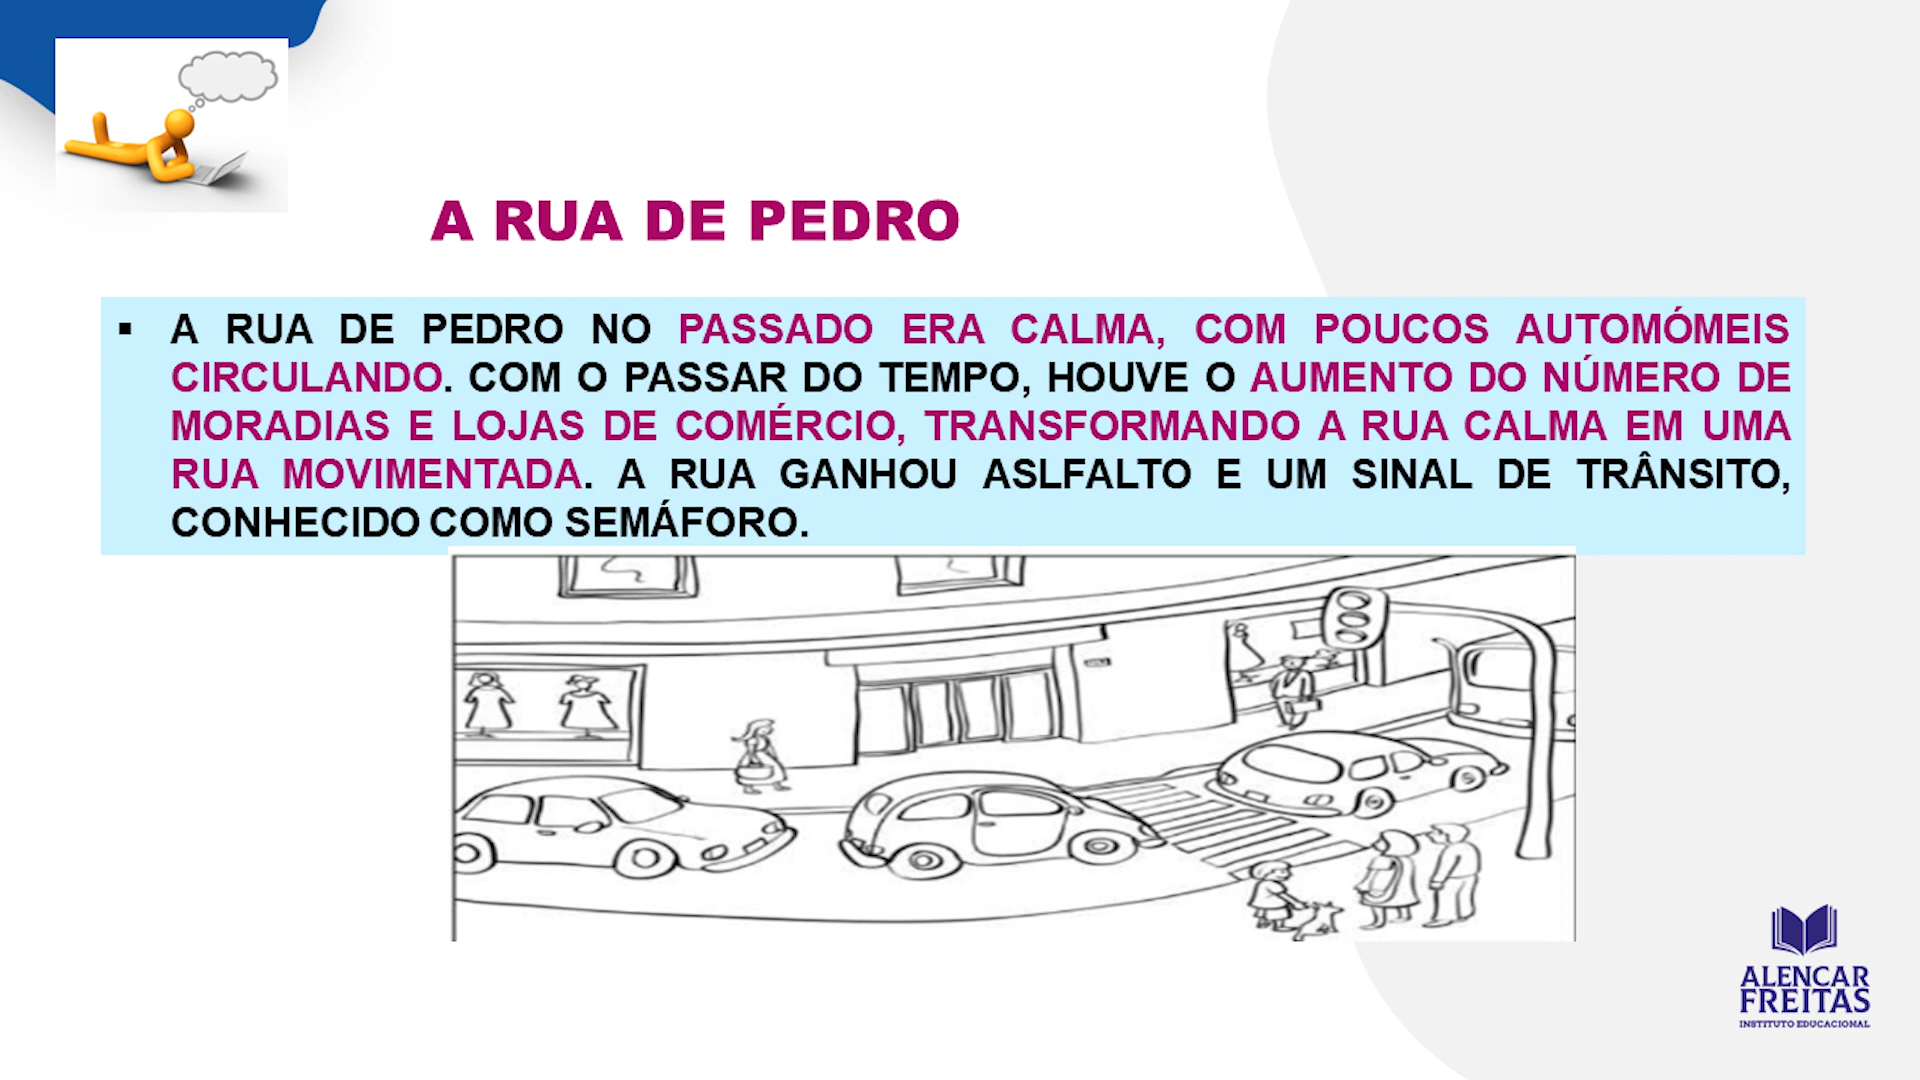 A RUA DE PEDRO
▪ A RUA DE PEDRO NO PASSADO ERA CALMA, COM POUCOS AUTOMÓMEIS
CIRCULANDO. COM O PASSAR DO TEMPO, HOUVE O AUMENTO DO NÚMERO DE
MORADIAS E LOJAS DE COMÉRCIO, TRANSFORMANDO A RUA CALMA EM UMA
RUA MOVIMENTADA. A RUA GANHOU ASLFALTO E UM SINAL DE TRÂNSITO,
CONHECIDO COMO SEMÁFORO.
ALENCAR
FREITAS
INSTITUTO EDUCACIONAL